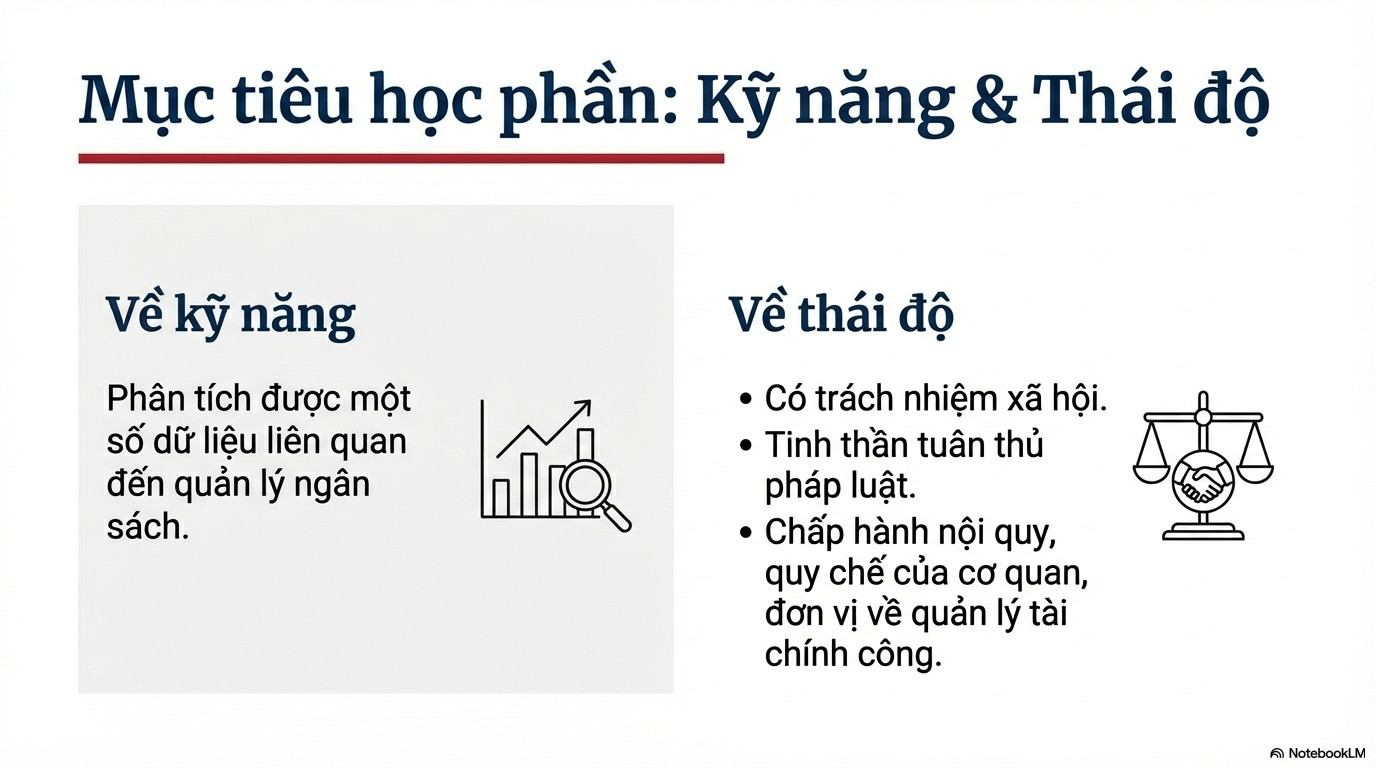 Mục tiêu học phần: Kỹ năng & Thái độ
Về kỹ năng
Phân tích được một
số dữ liệu liên quan
đến quản lý ngân
sách.
Về thái độ
• Có trách nhiệm xã hội.
• Tinh thần tuân thủ
pháp luật.
• Chấp hành nội quy,
quy chế của cơ quan,
đơn vị về quản lý tài
chính công.
NotebookLM